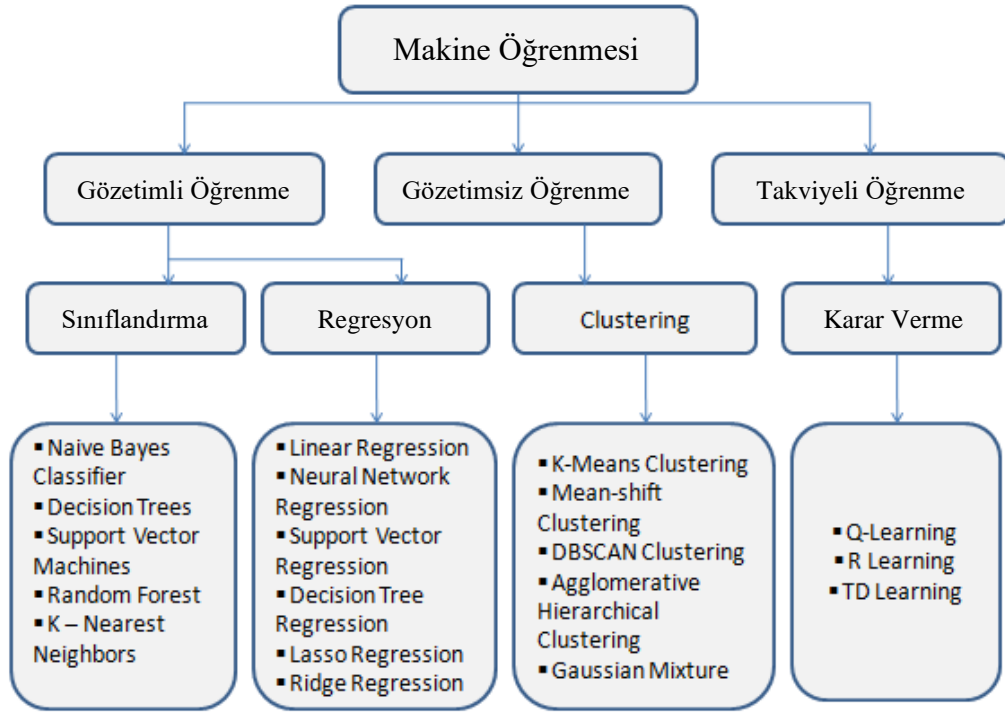 Makine Öğrenmesi
Gözetimli Öğrenme
Gözetimsiz Öğrenme
Takviyeli Öğrenme
Sınıflandırma
Regresyon
Clustering
Karar Verme
▪ Naive Bayes
Classifier
▪ Decision Trees
▪ Support Vector
Machines
▪ Random Forest
▪ K – Nearest
Neighbors
▪ Linear Regression
▪ Neural Network
Regression
▪ Support Vector
Regression
▪ Decision Tree
Regression
▪ Lasso Regression
▪ Ridge Regression
▪ K-Means Clustering
▪ Mean-shift
Clustering
▪ DBSCAN Clustering
▪ Agglomerative
Hierarchical
Clustering
▪ Gaussian Mixture
▪ Q-Learning
▪ R Learning
▪ TD Learning